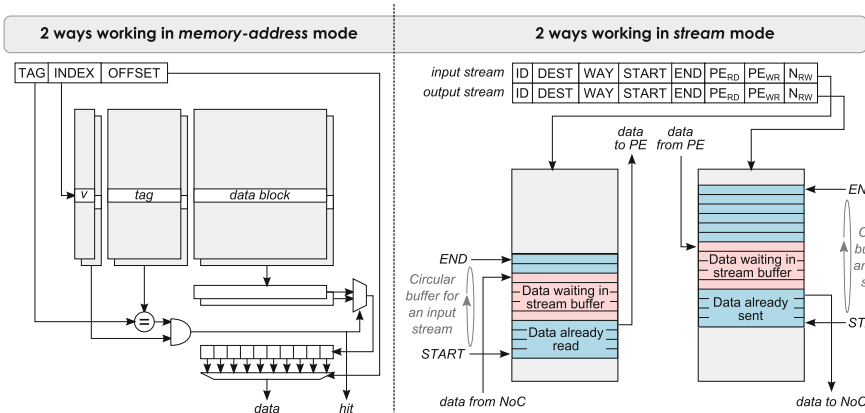 2 ways working in memory-address mode
2 ways working in stream mode
TAG INDEX OFFSET
v
tag
data block
=
data
hit
input stream ID DEST WAY START END PERD PEWR NRW
output stream ID DEST WAY START END PERD PEWR NRW
data
to PE
data
from PE
END
Circular
buffer for
an input
stream
START
Data waiting in
stream buffer
Data already
read
data from NoC
Data waiting in
stream buffer
Data already
sent
data to NoC